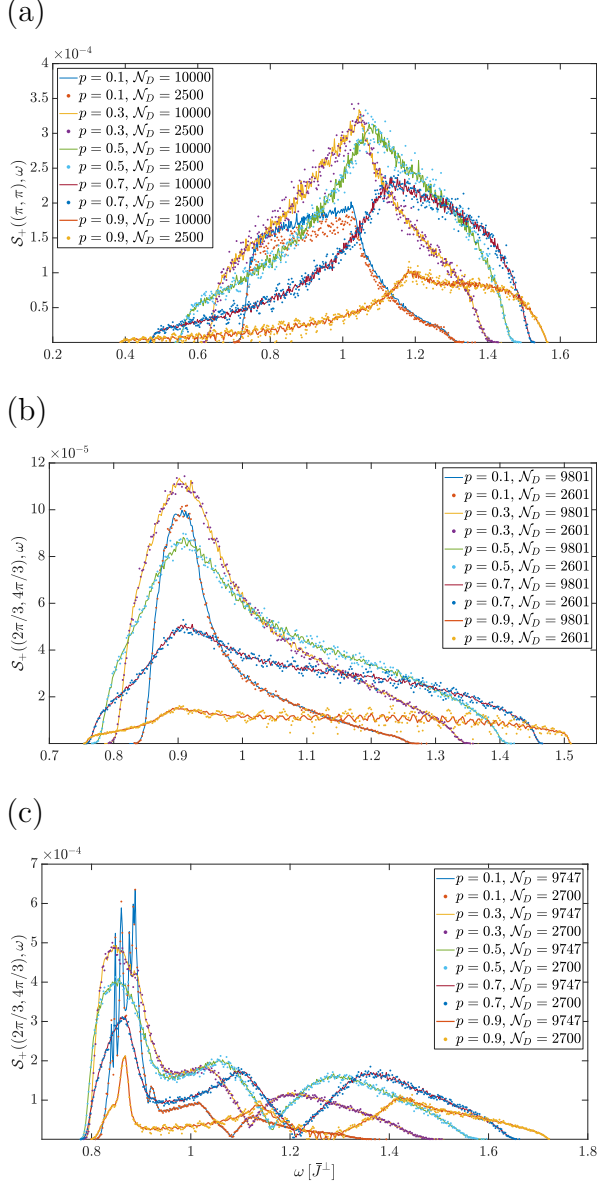 (a)
×10⁻⁴
4
3.5
3
2.5
2
1.5
1
0.5
S₊((π, π), ω)
p = 0.1, N_D = 10000
p = 0.1, N_D = 2500
p = 0.3, N_D = 10000
p = 0.3, N_D = 2500
p = 0.5, N_D = 10000
p = 0.5, N_D = 2500
p = 0.7, N_D = 10000
p = 0.7, N_D = 2500
p = 0.9, N_D = 10000
p = 0.9, N_D = 2500
0.2 0.4 0.6 0.8 1 1.2 1.4 1.6
(b)
×10⁻⁵
12
10
8
6
4
2
S₊((2π/3, 4π/3), ω)
p = 0.1, N_D = 9801
p = 0.1, N_D = 2601
p = 0.3, N_D = 9801
p = 0.3, N_D = 2601
p = 0.5, N_D = 9801
p = 0.5, N_D = 2601
p = 0.7, N_D = 9801
p = 0.7, N_D = 2601
p = 0.9, N_D = 9801
p = 0.9, N_D = 2601
0.7 0.8 0.9 1 1.1 1.2 1.3 1.4 1.5
(c)
×10⁻⁴
7
6
5
4
3
2
1
S₊((2π/3, 4π/3), ω)
p = 0.1, N_D = 9747
p = 0.1, N_D = 2700
p = 0.3, N_D = 9747
p = 0.3, N_D = 2700
p = 0.5, N_D = 9747
p = 0.5, N_D = 2700
p = 0.7, N_D = 9747
p = 0.7, N_D = 2700
p = 0.9, N_D = 9747
p = 0.9, N_D = 2700
0.8 1 1.2 1.4 1.6 1.8
ω [J̄^⊥]